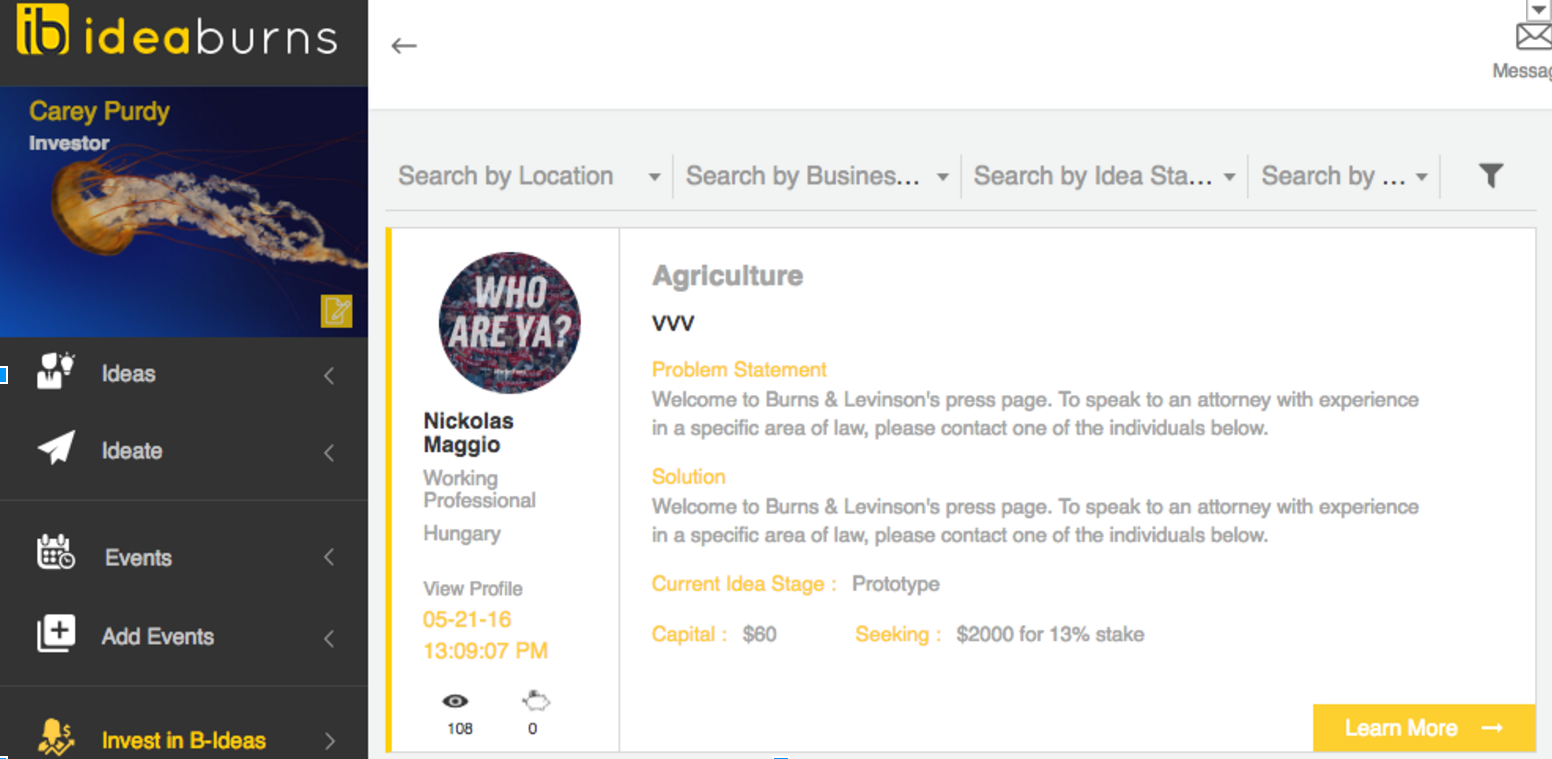 ib ideaburns
Messag
Carey Purdy
Investor
Search by Location
Search by Busines...
Search by Idea Sta...
Search by ...
Ideas
Ideate
Events
Add Events
Invest in B-Ideas
WHO
ARE YA?
Nickolas
Maggio
Working
Professional
Hungary
View Profile
05-21-16
13:09:07 PM
108
0
Agriculture
VVV
Problem Statement
Welcome to Burns & Levinson's press page. To speak to an attorney with experience
in a specific area of law, please contact one of the individuals below.
Solution
Welcome to Burns & Levinson's press page. To speak to an attorney with experience
in a specific area of law, please contact one of the individuals below.
Current Idea Stage : Prototype
Capital : $60 Seeking : $2000 for 13% stake
Learn More →